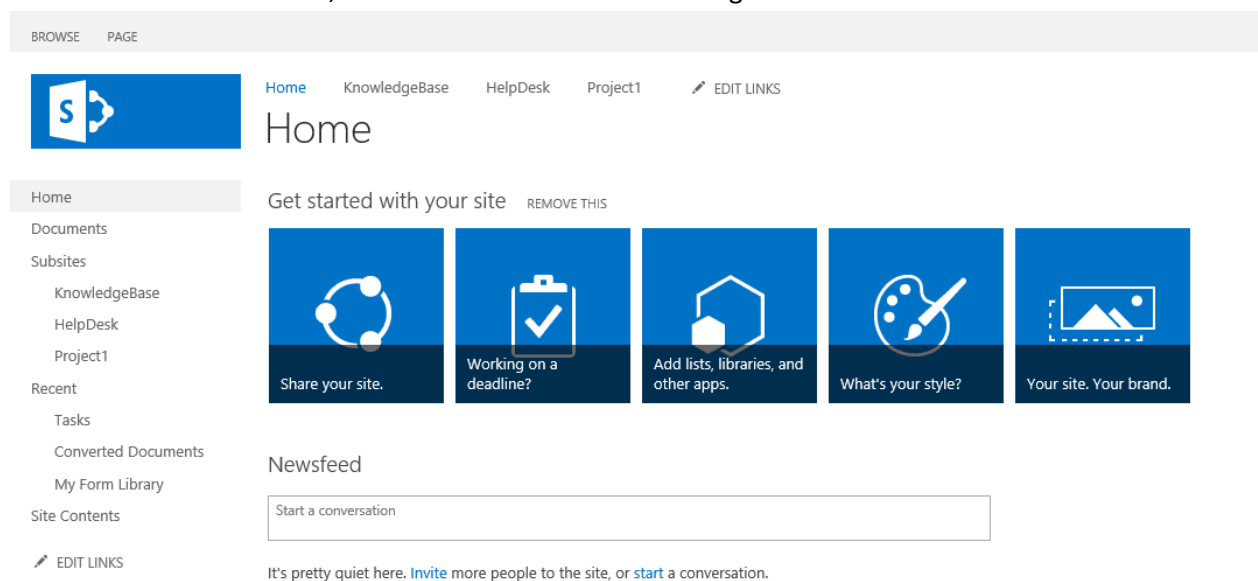 BROWSE PAGE
Home KnowledgeBase HelpDesk Project1 EDIT LINKS
S
Home
Home
Documents
Subsites
KnowledgeBase
HelpDesk
Project1
Recent
Tasks
Converted Documents
My Form Library
Site Contents
EDIT LINKS
Get started with your site REMOVE THIS
Share your site.
Working on a
deadline?
Add lists, libraries, and
other apps.
What's your style?
Your site. Your brand.
Newsfeed
Start a conversation
It's pretty quiet here. Invite more people to the site, or start a conversation.